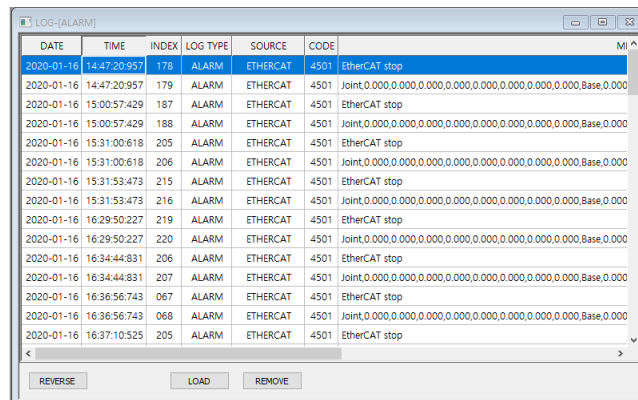 LOG-[ALARM]
DATE TIME INDEX LOG TYPE SOURCE CODE
2020-01-16 14:47:20:957 178 ALARM ETHERCAT 4501 EtherCAT stop
2020-01-16 14:47:20:957 179 ALARM ETHERCAT 4501 Joint,0.000,0.000,0.000,0.000,0.000,0.000,0.000,0.000,Base,0.000
2020-01-16 15:00:57:429 187 ALARM ETHERCAT 4501 EtherCAT stop
2020-01-16 15:00:57:429 188 ALARM ETHERCAT 4501 Joint,0.000,0.000,0.000,0.000,0.000,0.000,0.000,0.000,Base,0.000
2020-01-16 15:31:00:618 205 ALARM ETHERCAT 4501 EtherCAT stop
2020-01-16 15:31:00:618 206 ALARM ETHERCAT 4501 Joint,0.000,0.000,0.000,0.000,0.000,0.000,0.000,0.000,Base,0.000
2020-01-16 15:31:53:473 215 ALARM ETHERCAT 4501 EtherCAT stop
2020-01-16 15:31:53:473 216 ALARM ETHERCAT 4501 Joint,0.000,0.000,0.000,0.000,0.000,0.000,0.000,0.000,Base,0.000
2020-01-16 16:29:50:227 219 ALARM ETHERCAT 4501 EtherCAT stop
2020-01-16 16:29:50:227 220 ALARM ETHERCAT 4501 Joint,0.000,0.000,0.000,0.000,0.000,0.000,0.000,0.000,Base,0.000
2020-01-16 16:34:44:831 206 ALARM ETHERCAT 4501 EtherCAT stop
2020-01-16 16:34:44:831 207 ALARM ETHERCAT 4501 Joint,0.000,0.000,0.000,0.000,0.000,0.000,0.000,0.000,Base,0.000
2020-01-16 16:36:56:743 067 ALARM ETHERCAT 4501 EtherCAT stop
2020-01-16 16:36:56:743 068 ALARM ETHERCAT 4501 Joint,0.000,0.000,0.000,0.000,0.000,0.000,0.000,0.000,Base,0.000
2020-01-16 16:37:10:525 205 ALARM ETHERCAT 4501 EtherCAT stop
REVERSE LOAD REMOVE